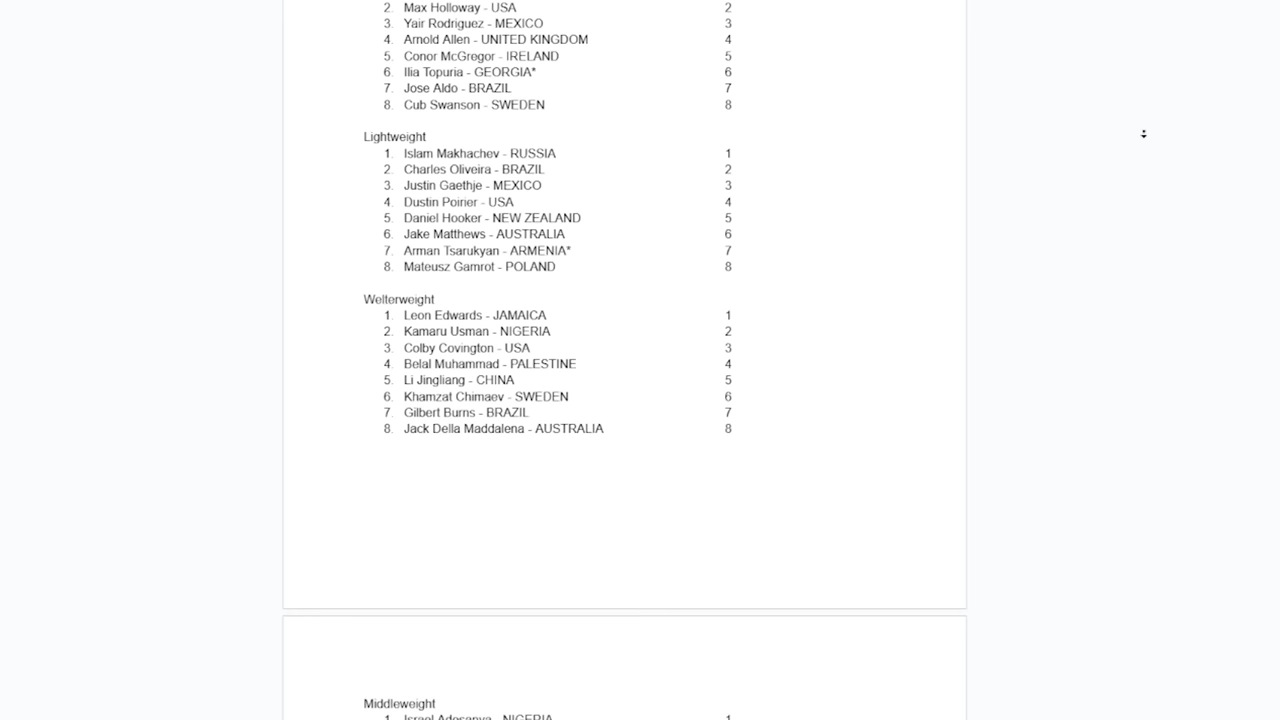 2. Max Holloway - USA 2
3. Yair Rodriguez - MEXICO 3
4. Arnold Allen - UNITED KINGDOM 4
5. Conor McGregor - IRELAND 5
6. Ilia Topuria - GEORGIA* 6
7. Jose Aldo - BRAZIL 7
8. Cub Swanson - SWEDEN 8
Lightweight
1. Islam Makhachev - RUSSIA 1
2. Charles Oliveira - BRAZIL 2
3. Justin Gaethje - MEXICO 3
4. Dustin Poirier - USA 4
5. Daniel Hooker - NEW ZEALAND 5
6. Jake Matthews - AUSTRALIA 6
7. Arman Tsarukyan - ARMENIA* 7
8. Mateusz Gamrot - POLAND 8
Welterweight
1. Leon Edwards - JAMAICA 1
2. Kamaru Usman - NIGERIA 2
3. Colby Covington - USA 3
4. Belal Muhammad - PALESTINE 4
5. Li Jingliang - CHINA 5
6. Khamzat Chimaev - SWEDEN 6
7. Gilbert Burns - BRAZIL 7
8. Jack Della Maddalena - AUSTRALIA 8
Middleweight
1. Israel Adesanya - NIGERIA 1